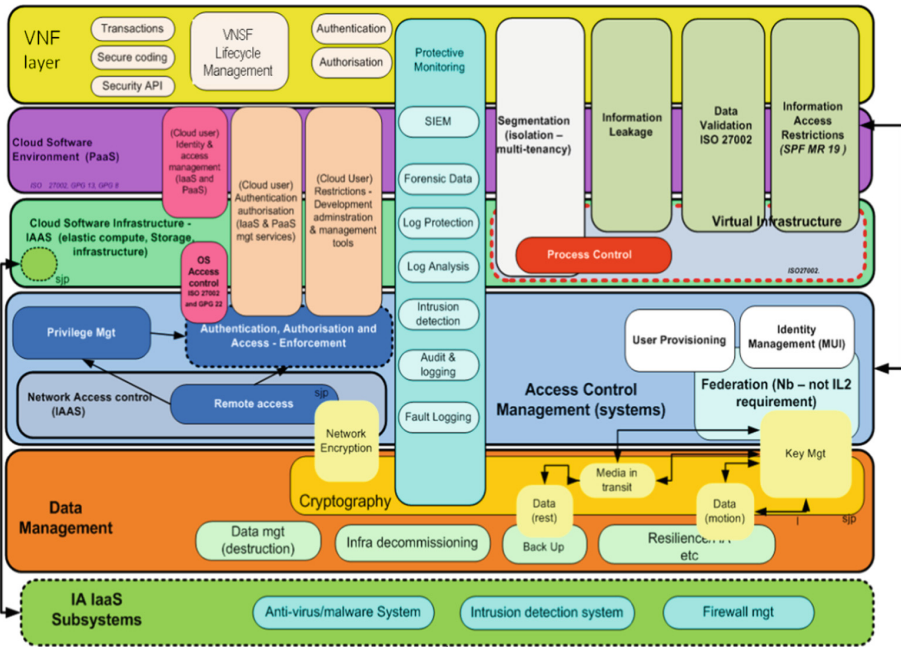 VNF
layer
Transactions
Secure coding
Security API
VNSF
Lifecycle
Management
Authentication
Authorisation
Protective
Monitoring
SIEM
Forensic Data
Log Protection
Log Analysis
Intrusion
detection
Audit &
logging
Fault Logging
Segmentation
(isolation –
multi-tenancy)
Information
Leakage
Data
Validation
ISO 27002
Information
Access
Restrictions
(SPF MR 19 )
Cloud Software
Environment (PaaS)
ISO 27002, GPG 13, GPG 8
(Cloud user)
Identity &
access
management
(IaaS and
PaaS)
(Cloud user)
Authentication
authorisation
(IaaS & PaaS
mgt services)
(Cloud User)
Restrictions -
Development
adminstration
& management
tools
Cloud Software Infrastructure -
IAAS (elastic compute, Storage,
infrastructure)
sjp
OS
Access
control
ISO 27002
and GPG 22
Virtual Infrastructure
Process Control
ISO27002.
Privilege Mgt
Authentication, Authorisation and
Access - Enforcement
Network Access control
(IAAS)
Remote access
sjp
Network
Encryption
Access Control
Management (systems)
User Provisioning
Identity
Management (MUI)
Federation (Nb – not IL2
requirement)
Key Mgt
Media in
transit
Data
(rest)
Data
(motion)
Cryptography
sjp
Data
Management
Data mgt
(destruction)
Infra decommissioning
Back Up
etc
IA IaaS
Subsystems
Anti-virus/malware System
Intrusion detection system
Firewall mgt